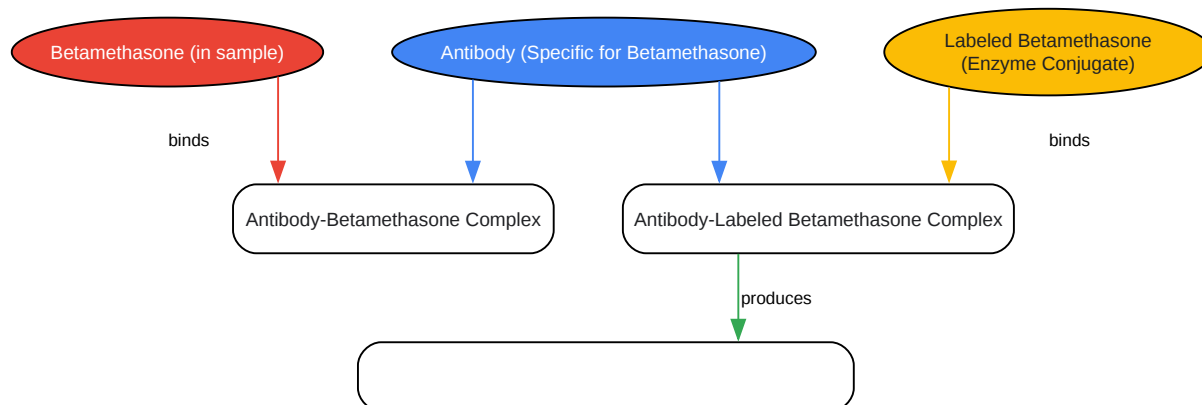 Betamethasone (in sample)
Antibody (Specific for Betamethasone)
Labeled Betamethasone
(Enzyme Conjugate)
binds
binds
Antibody-Betamethasone Complex
Antibody-Labeled Betamethasone Complex
produces